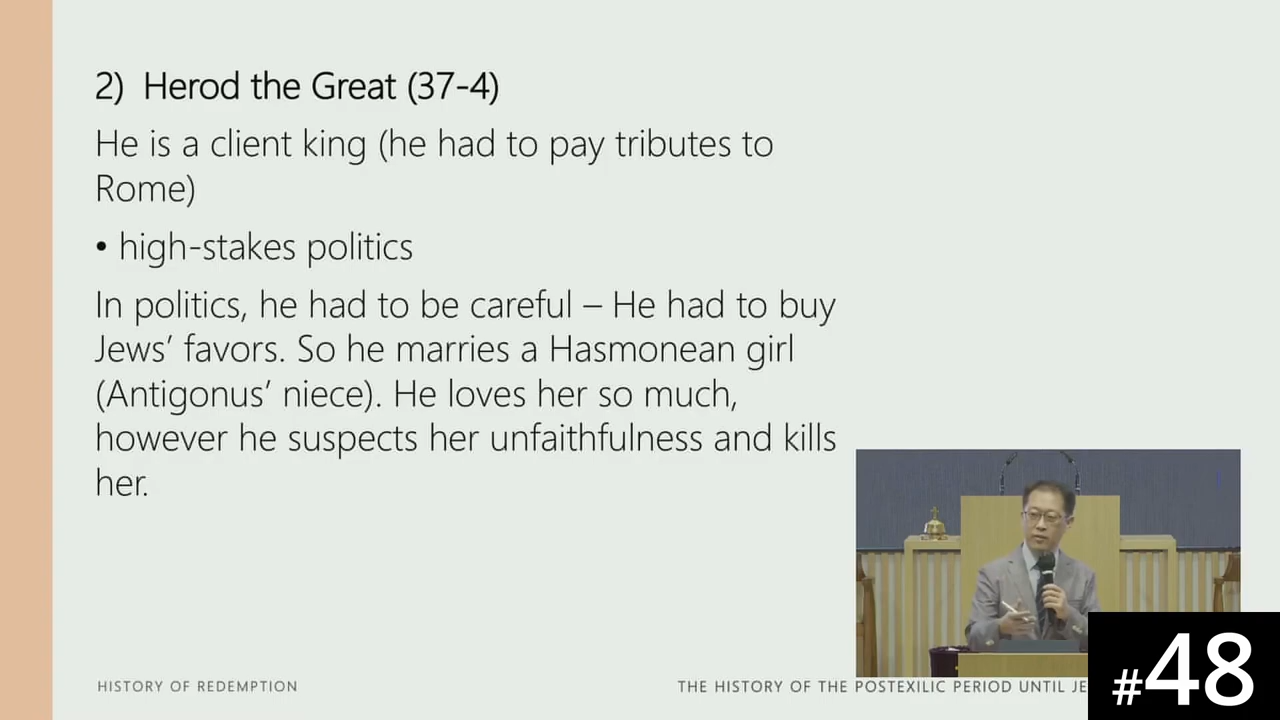 2) Herod the Great (37-4)
He is a client king (he had to pay tributes to
Rome)
• high-stakes politics
In politics, he had to be careful – He had to buy
Jews’ favors. So he marries a Hasmonean girl
(Antigonus’ niece). He loves her so much,
however he suspects her unfaithfulness and kills
her.
HISTORY OF REDEMPTION
THE HISTORY OF THE POSTEXILIC PERIOD UNTIL JE
#48